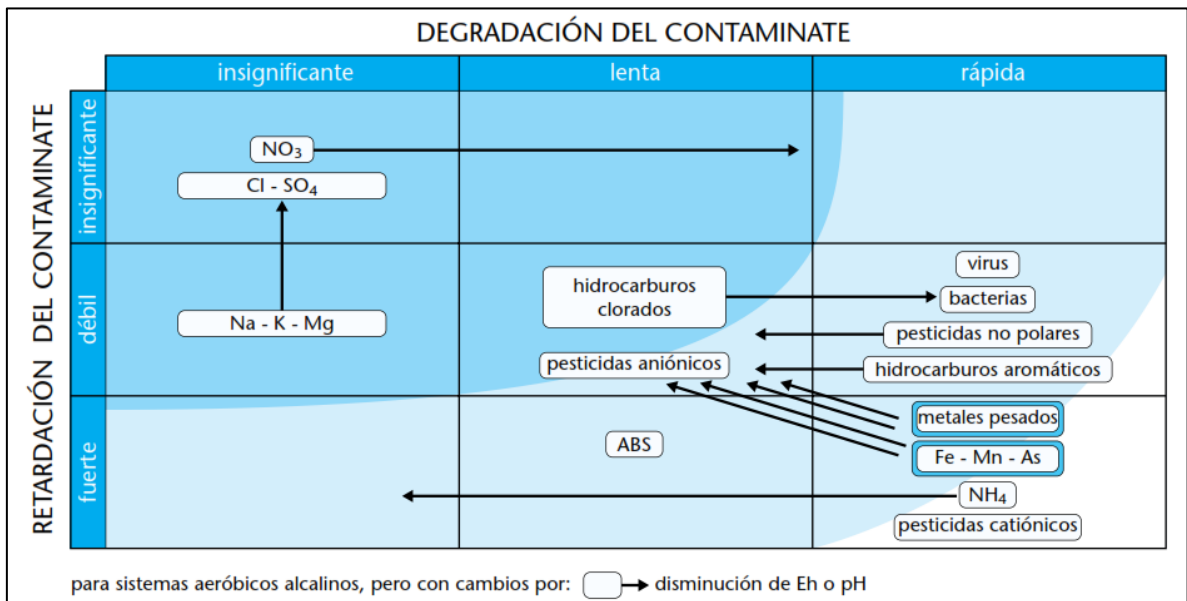 DEGRADACIÓN DEL CONTAMINATE
insignificante
lenta
rápida
RETARDACIÓN DEL CONTAMINATE
insignificante
NO₃
Cl - SO₄
débil
Na - K - Mg
hidrocarburos
clorados
pesticidas aniónicos
virus
bacterias
pesticidas no polares
hidrocarburos aromáticos
fuerte
ABS
metales pesados
Fe - Mn - As
NH₄
pesticidas catiónicos
para sistemas aeróbicos alcalinos, pero con cambios por: disminución de Eh o pH